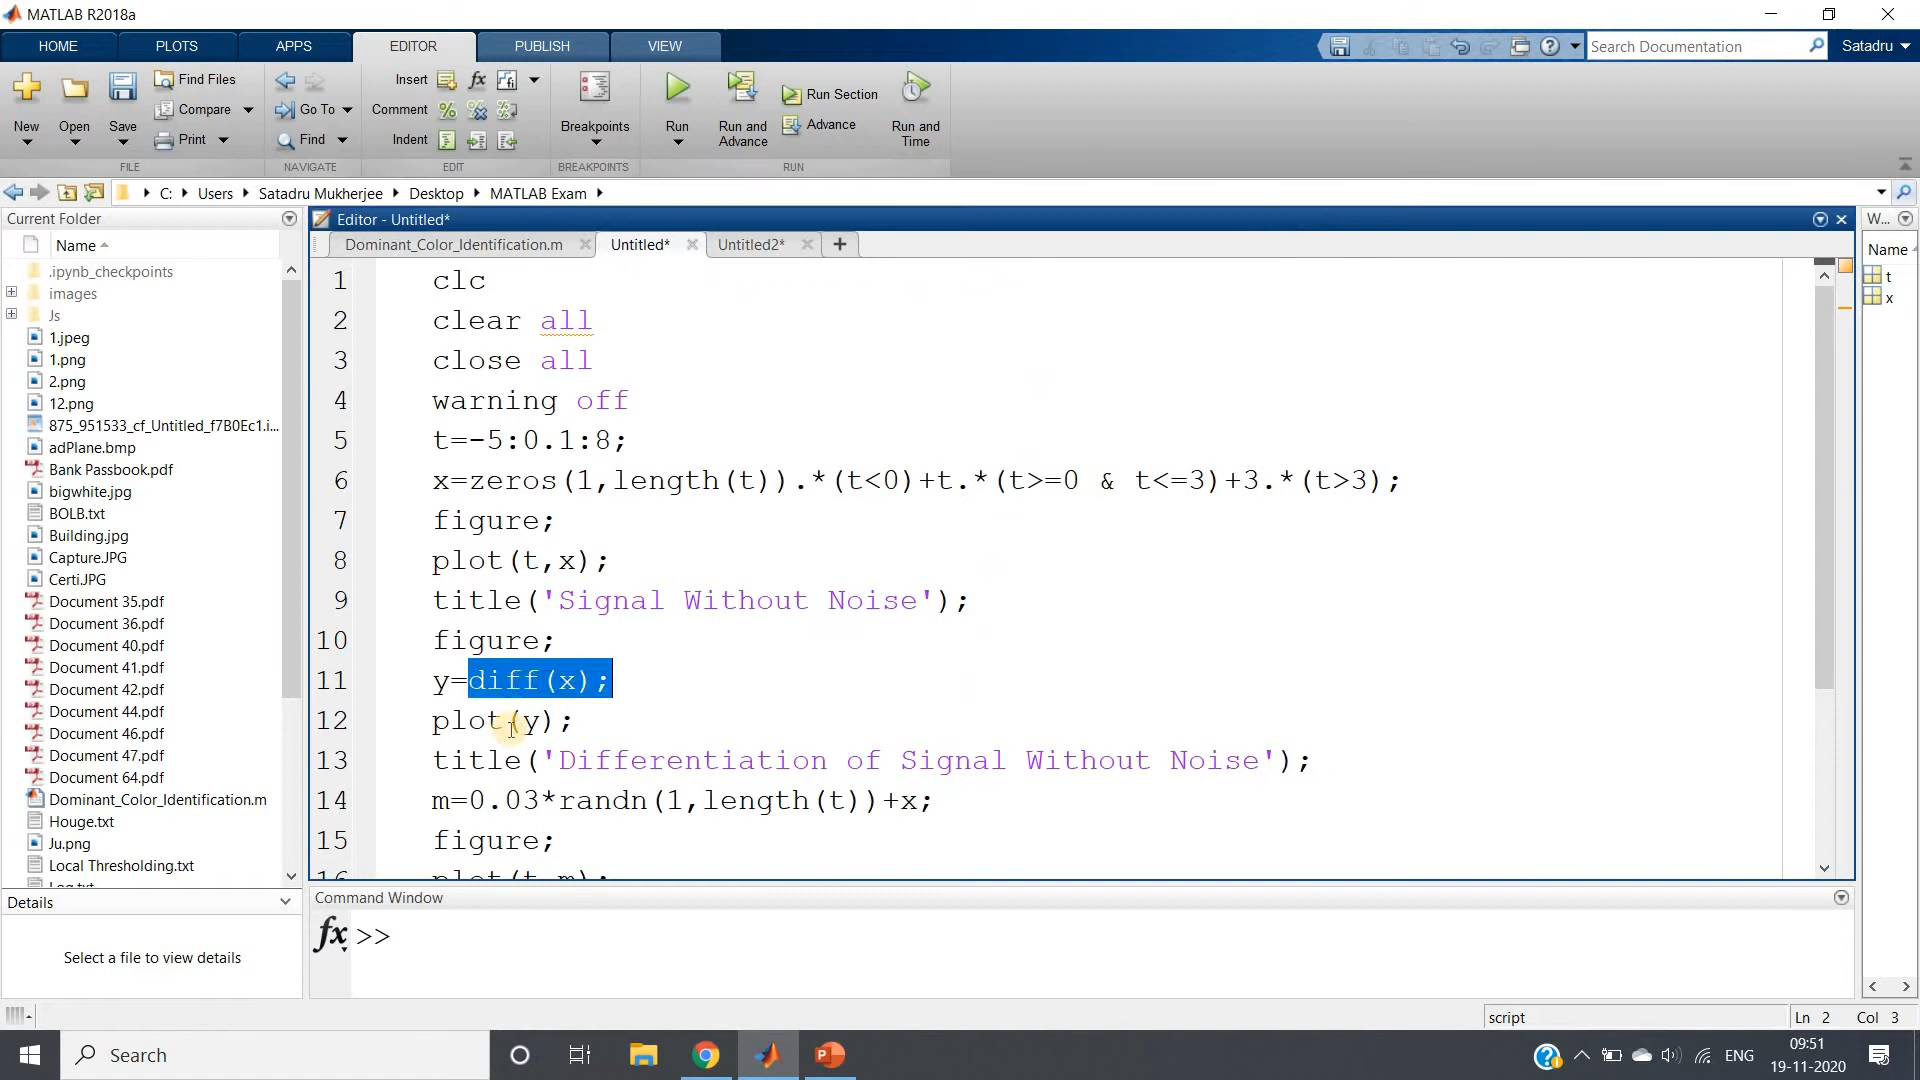 MATLAB R2018a
HOME PLOTS APPS EDITOR PUBLISH VIEW
Search Documentation
Satadru
New Open Save
Find Files
Compare
Print
FILE
Go To
Find
NAVIGATE
Insert
Comment
Indent
EDIT
Breakpoints
BREAKPOINTS
Run
Run and Advance
Run Section
Advance
Run and Time
RUN
C: Users Satadru Mukherjee Desktop MATLAB Exam
Current Folder
Name
.ipynb_checkpoints
images
Js
1.jpeg
1.png
2.png
12.png
875_951533_cf_Untitled_f7B0Ec1.i...
adPlane.bmp
Bank Passbook.pdf
bigwhite.jpg
BOLB.txt
Building.jpg
Capture.JPG
Certi.JPG
Document 35.pdf
Document 36.pdf
Document 40.pdf
Document 41.pdf
Document 42.pdf
Document 44.pdf
Document 46.pdf
Document 47.pdf
Document 64.pdf
Dominant_Color_Identification.m
Houge.txt
Ju.png
Local Thresholding.txt
Details
Select a file to view details
Editor - Untitled*
Dominant_Color_Identification.m Untitled* Untitled2*
1 clc
2 clear all
3 close all
4 warning off
5 t=-5:0.1:8;
6 x=zeros(1,length(t)).*(t<0)+t.*(t>=0 & t<=3)+3.*(t>3);
7 figure;
8 plot(t,x);
9 title('Signal Without Noise');
10 figure;
11 y=diff(x);
12 plot(y);
13 title('Differentiation of Signal Without Noise');
14 m=0.03*randn(1,length(t))+x;
15 figure;
16 plot(t,m);
Command Window
fx >>
W...
Name
t
x
script
Ln 2 Col 3
Search
ENG
09:51
19-11-2020